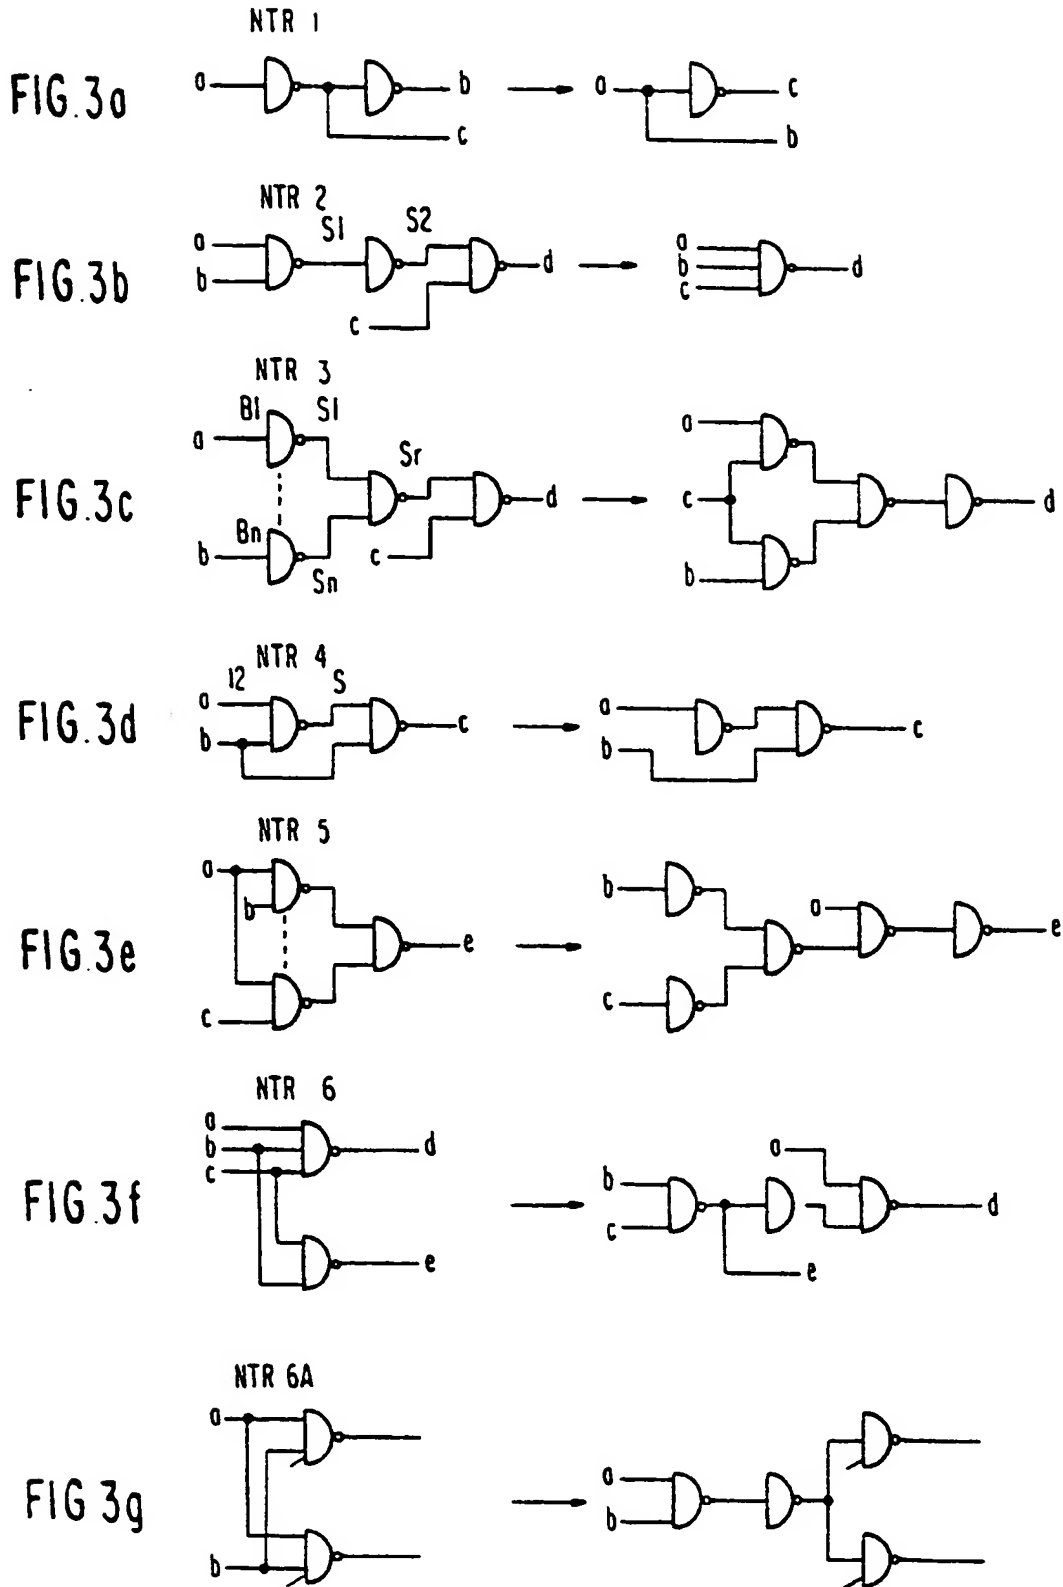 NTR 1
FIG.3a a b c a c b
NTR 2
FIG.3b a b S1 S2 c d a b c d
NTR 3
FIG.3c B1 S1 a Sr Bn b Sn c d a c b d
NTR 4
FIG.3d 12 S a b c a b c
NTR 5
FIG.3e a b c e b c a e
NTR 6
FIG.3f a b c d e b c a e d
NTR 6A
FIG 3g a b a b